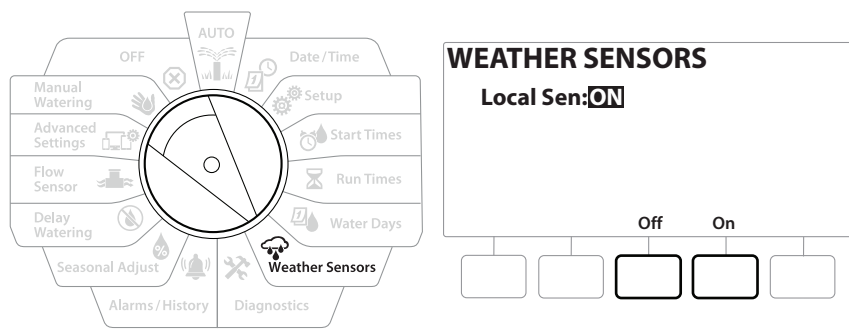 AUTO
OFF
Date/Time
Manual
Watering
Setup
Advanced
Settings
Start Times
Flow
Sensor
Run Times
Delay
Watering
Water Days
Seasonal Adjust
Weather Sensors
Alarms/History
Diagnostics
WEATHER SENSORS
Local Sen:ON
Off On